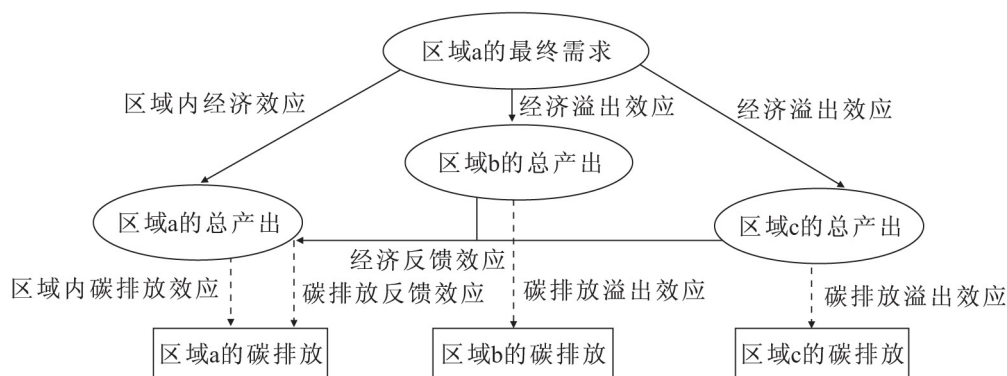 区域a的最终需求
区域内经济效应
经济溢出效应
经济溢出效应
区域b的总产出
区域a的总产出
区域c的总产出
经济反馈效应
区域内碳排放效应
碳排放反馈效应
碳排放溢出效应
碳排放溢出效应
区域a的碳排放
区域b的碳排放
区域c的碳排放